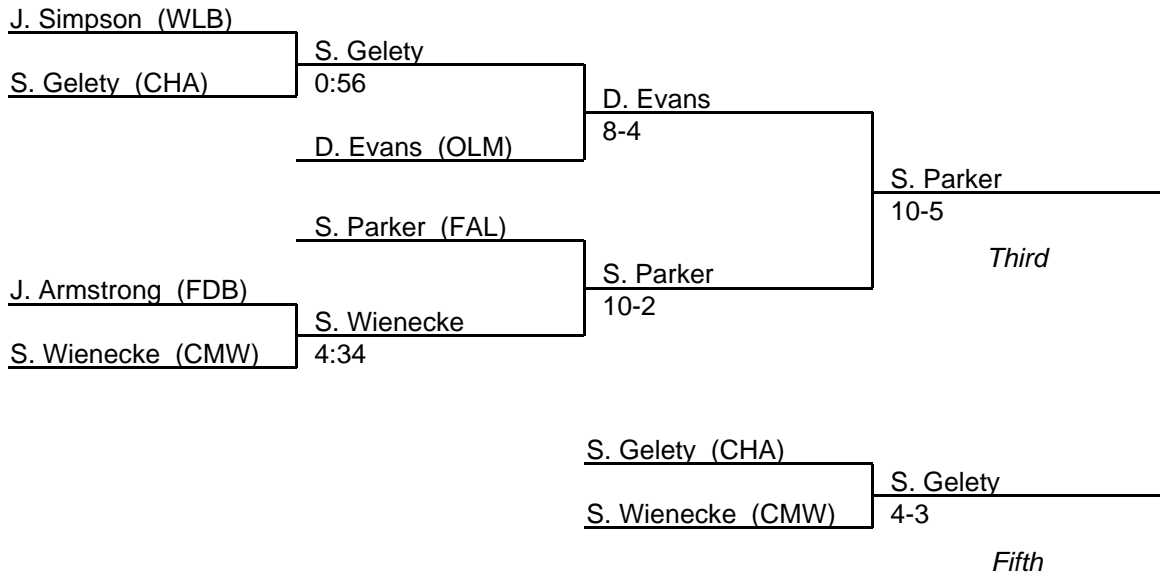 J. Simpson (WLB)
S. Gelety
S. Gelety (CHA)
0:56
D. Evans
8-4
D. Evans (OLM)
S. Parker
10-5
S. Parker (FAL)
Third
S. Parker
J. Armstrong (FDB)
10-2
S. Wienecke
S. Wienecke (CMW)
4:34
S. Gelety (CHA)
S. Gelety
S. Wienecke (CMW)
4-3
Fifth